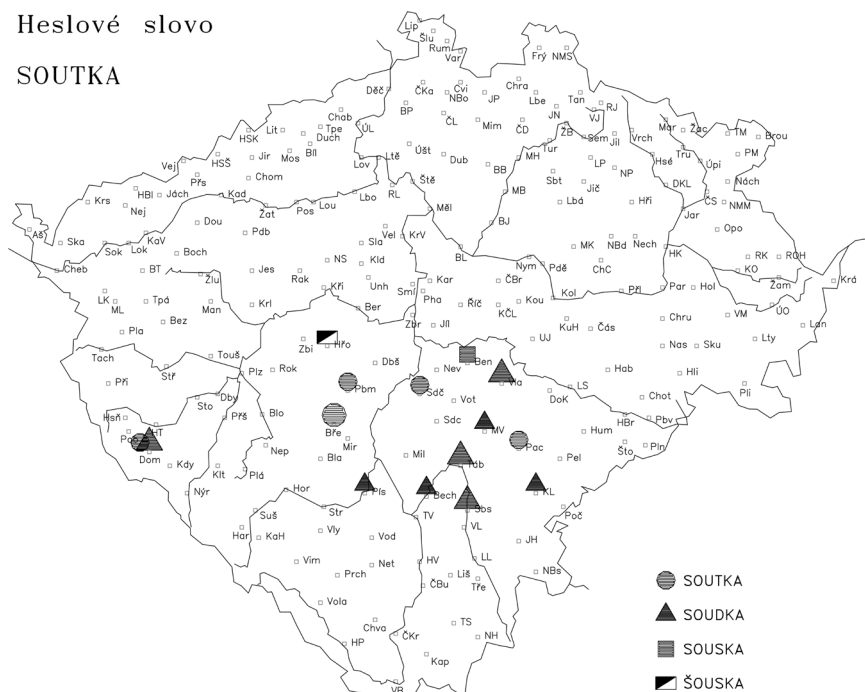 Heslové slovo
SOUTKA
Lip
Šlu
Rum
Var
Frý NMS
Děč
ČKa
Cvi
NBo
JP
Chra
Lbe
Tan
RJ
VJ
BP
Chab
ČL
Mim
ČD
JN
ŽB
Sem
Jil
Vrch
Mar
Žac
TM
Brou
HSK
Lit
Tpe
Duch
ÚL
Bíl
Mos
Tur
Tru
PM
Vej
HSŠ
Jir
Lov
Ltě
Úšt
Dub
BB
MH
LP
NP
Hsé
Úpi
Přs
Chom
Ště
Sbt
Jič
DKL
Nách
Krs
HBl
Nej
Jách
Kad
Žat
Pos
Lou
Lbo
RL
Měl
MB
Lbá
Hři
Jar
ČS
NMM
Aš
Ska
Sok
Lok
KaV
Dou
Pdb
Vel
KrV
BJ
Opo
Boch
Sla
BL
MK
NBd
Nech
HK
Cheb
BT
Žlu
Jes
Rak
NS
Kld
Nym
Pdě
ChC
RK
ROH
KO
Žam
LK
ML
Tpá
Man
Krl
Kři
Unh
Smí
Kar
Pha
ČBr
Kou
Kol
Přl
Par
Hol
Krá
Pla
Bez
Ber
Zbr
Říč
KČL
Jíl
KuH
Čás
Chru
VM
ÚO
Lan
Tach
Stř
Touš
Zbi
Hřo
Dbš
Nev
Ben
UJ
Nas
Sku
Lty
Pří
Plz
Rok
Pbm
Sdč
Vla
Hab
Hli
Pli
Dby
Sto
DoK
LS
Chot
Hsň
HT
Přš
Blo
Bře
Vot
Sdc
MV
HBr
Pbv
Pob
Dom
Nep
Mir
Pac
Hum
Što
Pln
Kdy
Klt
Plá
Bla
Mil
Táb
Pel
Nýr
Hor
Pís
Bech
KL
Suš
Str
TV
Sbs
Poč
Har
KaH
Vly
Vod
VL
JH
Vim
Net
HV
LL
Prch
ČBu
Liš
Tře
NBs
Vola
Chva
ČKr
TS
NH
HP
Kap
VB
SOUTKA
SOUDKA
SOUSKA
ŠOUSKA